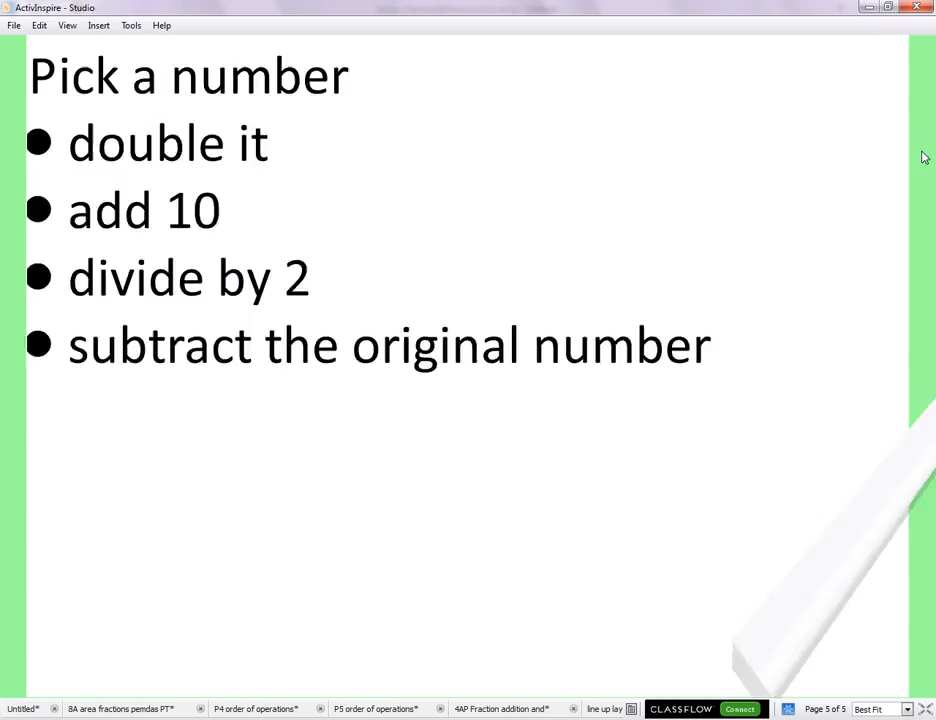 ActivInspire - Studio
File Edit View Insert Tools Help
Pick a number
● double it
● add 10
● divide by 2
● subtract the original number
Untitled* 8A area fractions pemdas PT* P4 order of operations* P5 order of operations* 4AP Fraction addition and* line up lay CLASSFLOW Connect Page 5 of 5 Best Fit